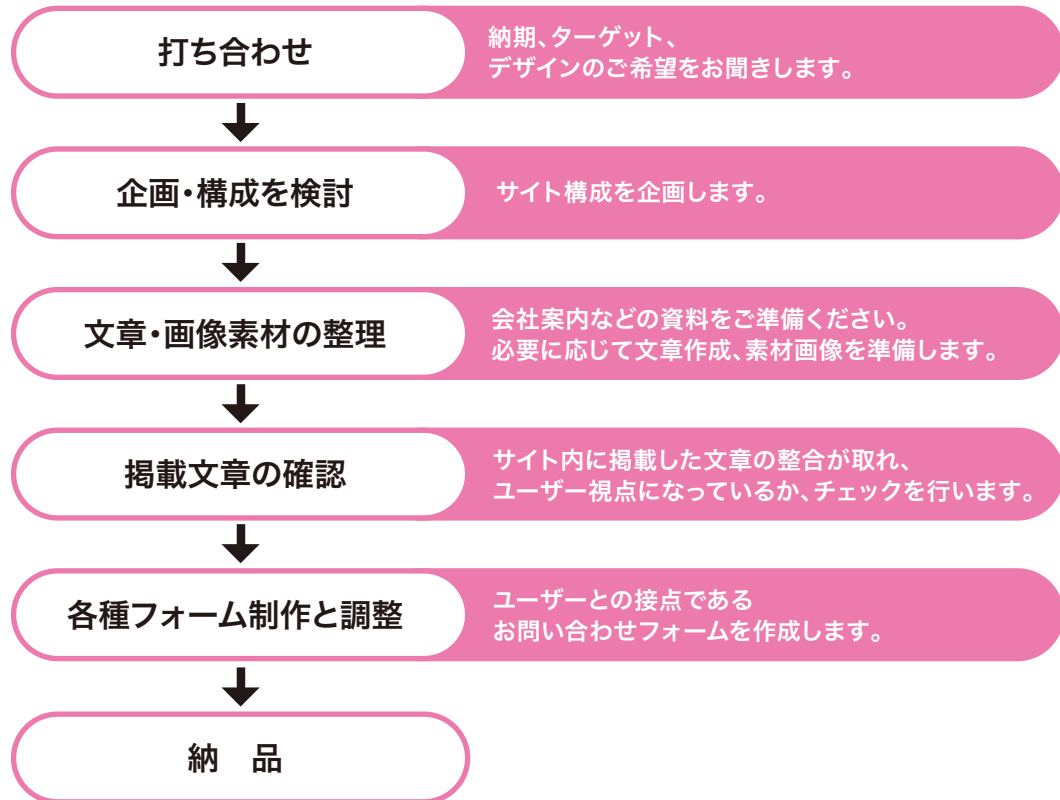 打ち合わせ
納期、ターゲット、
デザインのご希望をお聞きします。
企画・構成を検討
サイト構成を企画します。
文章・画像素材の整理
会社案内などの資料をご準備ください。
必要に応じて文章作成、素材画像を準備します。
掲載文章の確認
サイト内に掲載した文章の整合が取れ、
ユーザー視点になっているか、チェックを行います。
各種フォーム制作と調整
ユーザーとの接点である
お問い合わせフォームを作成します。
納　品